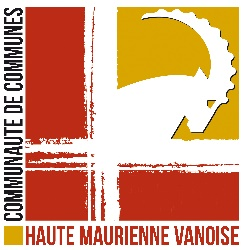 COMMUNAUTÉ DE COMMUNES
HAUTE MAURIENNE VANOISE